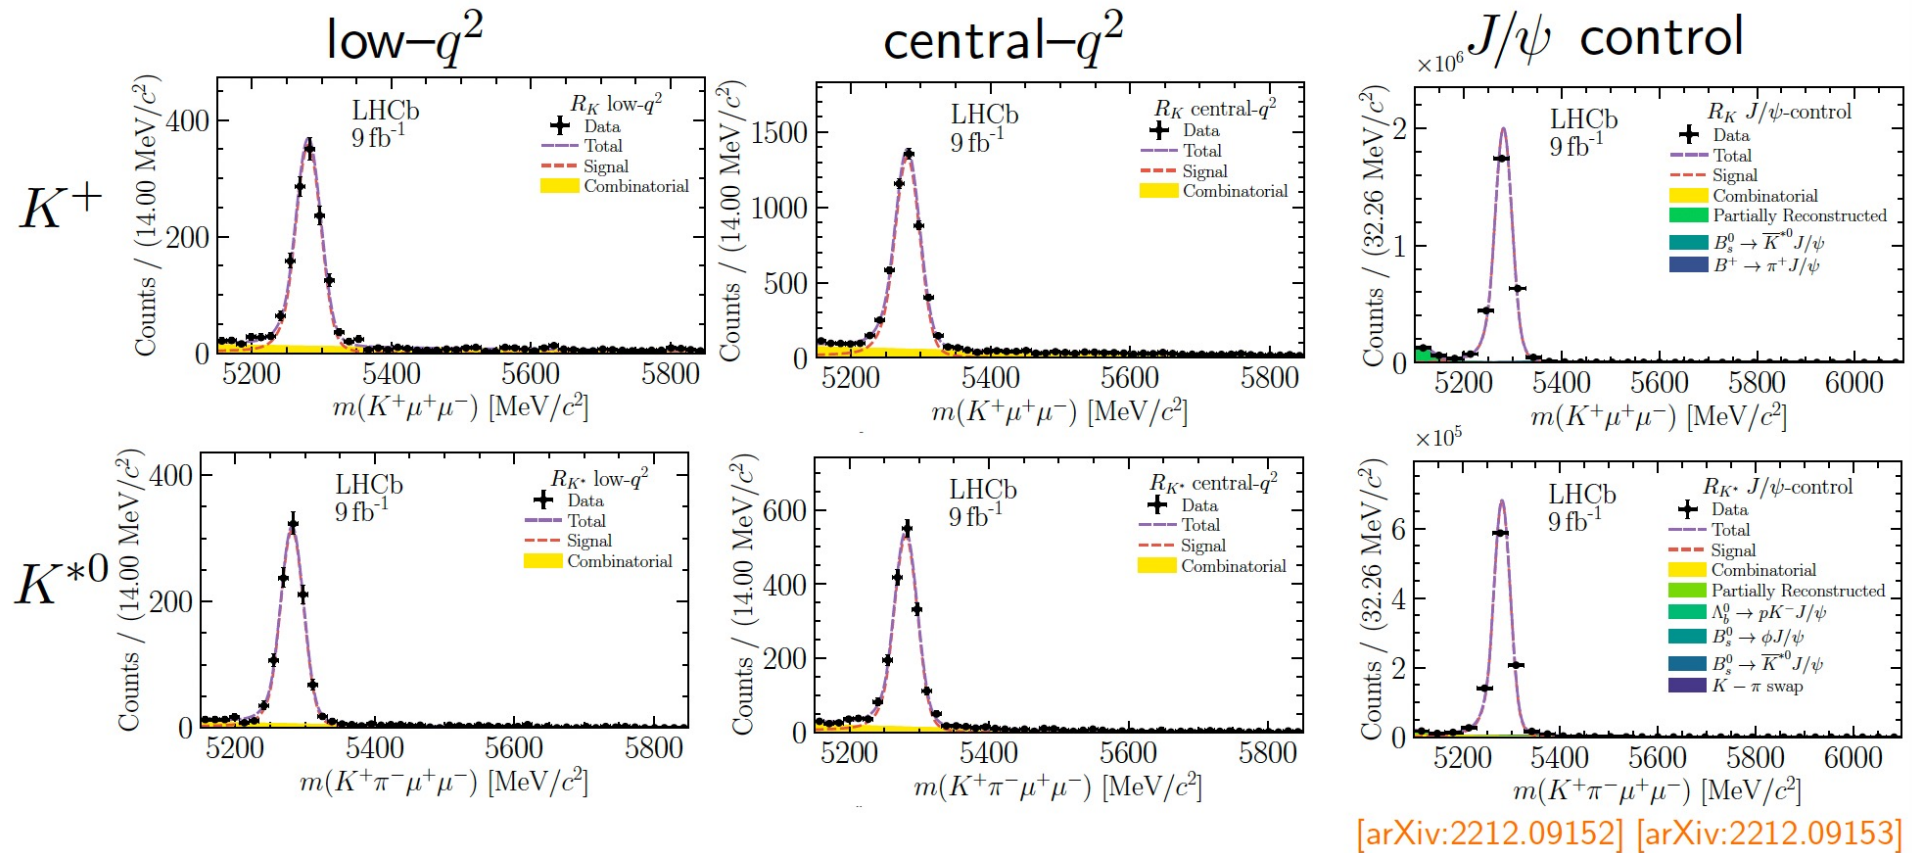 low–q²
central–q²
J/ψ control
K⁺
400
200
0
5200
5400
5600
5800
Counts / (14.00 MeV/c²)
m(K⁺μ⁺μ⁻) [MeV/c²]
LHCb
9 fb⁻¹
R_K low-q²
Data
Total
Signal
Combinatorial
1500
1000
500
0
5200
5400
5600
5800
Counts / (14.00 MeV/c²)
m(K⁺μ⁺μ⁻) [MeV/c²]
LHCb
9 fb⁻¹
R_K central-q²
Data
Total
Signal
Combinatorial
×10⁶
2
1
0
5200
5400
5600
5800
6000
Counts / (32.26 MeV/c²)
m(K⁺μ⁺μ⁻) [MeV/c²]
LHCb
9 fb⁻¹
R_K J/ψ-control
Data
Total
Signal
Combinatorial
Partially Reconstructed
B_s⁰ → K̅*⁰J/ψ
B⁺ → π⁺J/ψ
K*⁰
400
200
0
5200
5400
5600
5800
Counts / (14.00 MeV/c²)
m(K⁺π⁻μ⁺μ⁻) [MeV/c²]
LHCb
9 fb⁻¹
R_K* low-q²
Data
Total
Signal
Combinatorial
600
400
200
0
5200
5400
5600
5800
Counts / (14.00 MeV/c²)
m(K⁺π⁻μ⁺μ⁻) [MeV/c²]
LHCb
9 fb⁻¹
R_K* central-q²
Data
Total
Signal
Combinatorial
×10⁵
6
4
2
0
5200
5400
5600
5800
6000
Counts / (32.26 MeV/c²)
m(K⁺π⁻μ⁺μ⁻) [MeV/c²]
LHCb
9 fb⁻¹
R_K* J/ψ-control
Data
Total
Signal
Combinatorial
Partially Reconstructed
Λ_b⁰ → pK⁻J/ψ
B_s⁰ → φJ/ψ
B_s⁰ → K̅*⁰J/ψ
K − π swap
[arXiv:2212.09152] [arXiv:2212.09153]